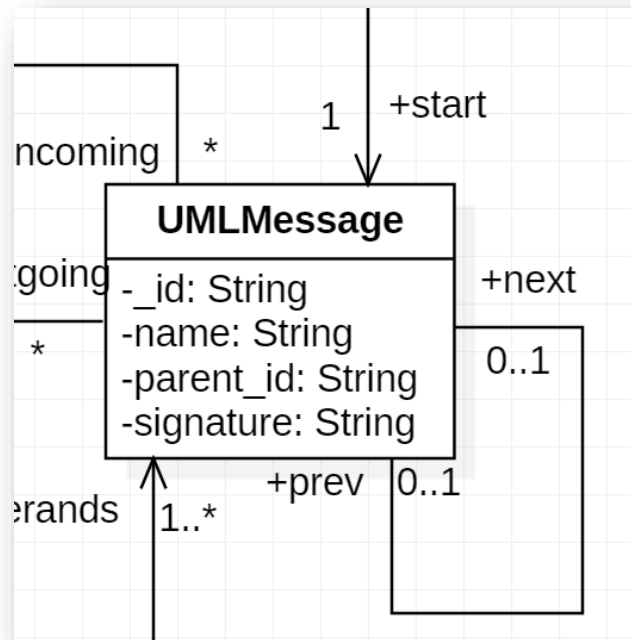 1
+start
ncoming
*
UMLMessage
tgoing
-_id: String
+next
-name: String
*
0..1
-parent_id: String
-signature: String
+prev
0..1
erands
1..*